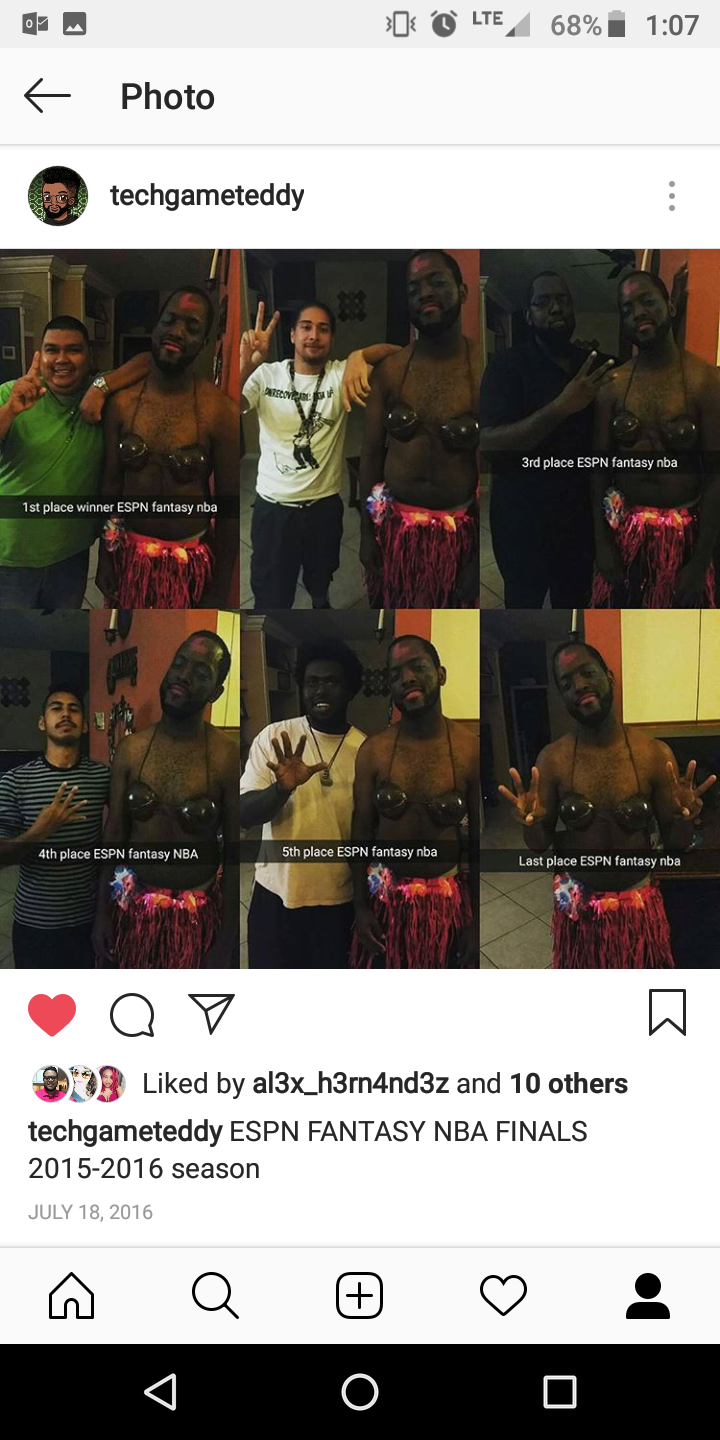 LTE 68% 1:07
Photo
techgameteddy
1st place winner ESPN fantasy nba
3rd place ESPN fantasy nba
4th place ESPN fantasy NBA
5th place ESPN fantasy nba
Last place ESPN fantasy nba
Liked by al3x_h3rn4nd3z and 10 others
techgameteddy ESPN FANTASY NBA FINALS
2015-2016 season
JULY 18, 2016